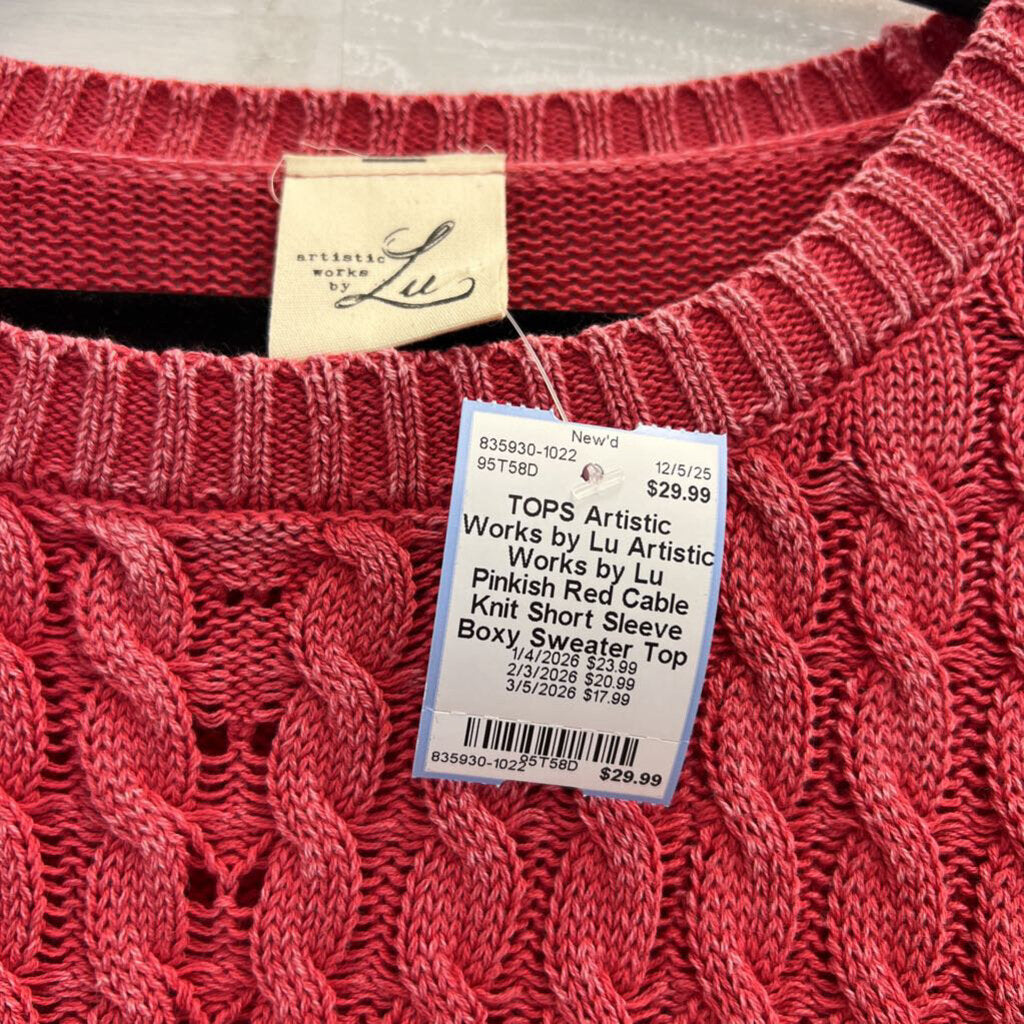 artistic
works
by Lu
New'd
835930-1022
95T58D
12/5/25
$29.99
TOPS Artistic
Works by Lu Artistic
Works by Lu
Pinkish Red Cable
Knit Short Sleeve
Boxy Sweater Top
1/4/2026 $23.99
2/3/2026 $20.99
3/5/2026 $17.99
835930-1022 95T58D $29.99